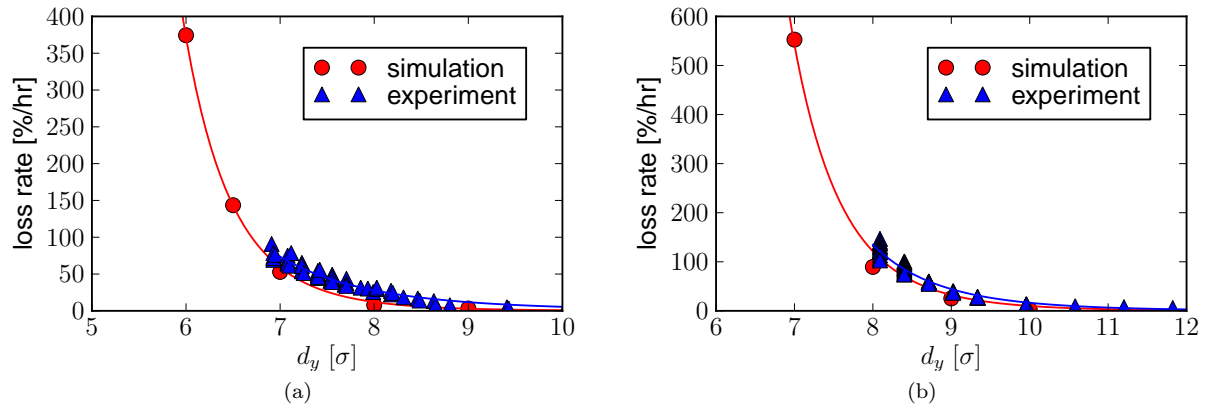 400
350
300
250
200
150
100
50
0
loss rate [%/hr]
simulation
experiment
5 6 7 8 9 10
d_y [σ]
(a)
600
500
400
300
200
100
0
loss rate [%/hr]
simulation
experiment
6 7 8 9 10 11 12
d_y [σ]
(b)